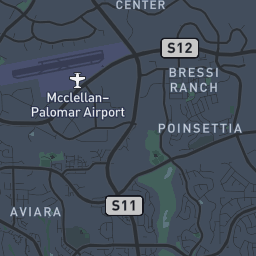 CENTER
S12
BRESSI
RANCH
Mcclellan–
Palomar Airport
POINSETTIA
S11
AVIARA